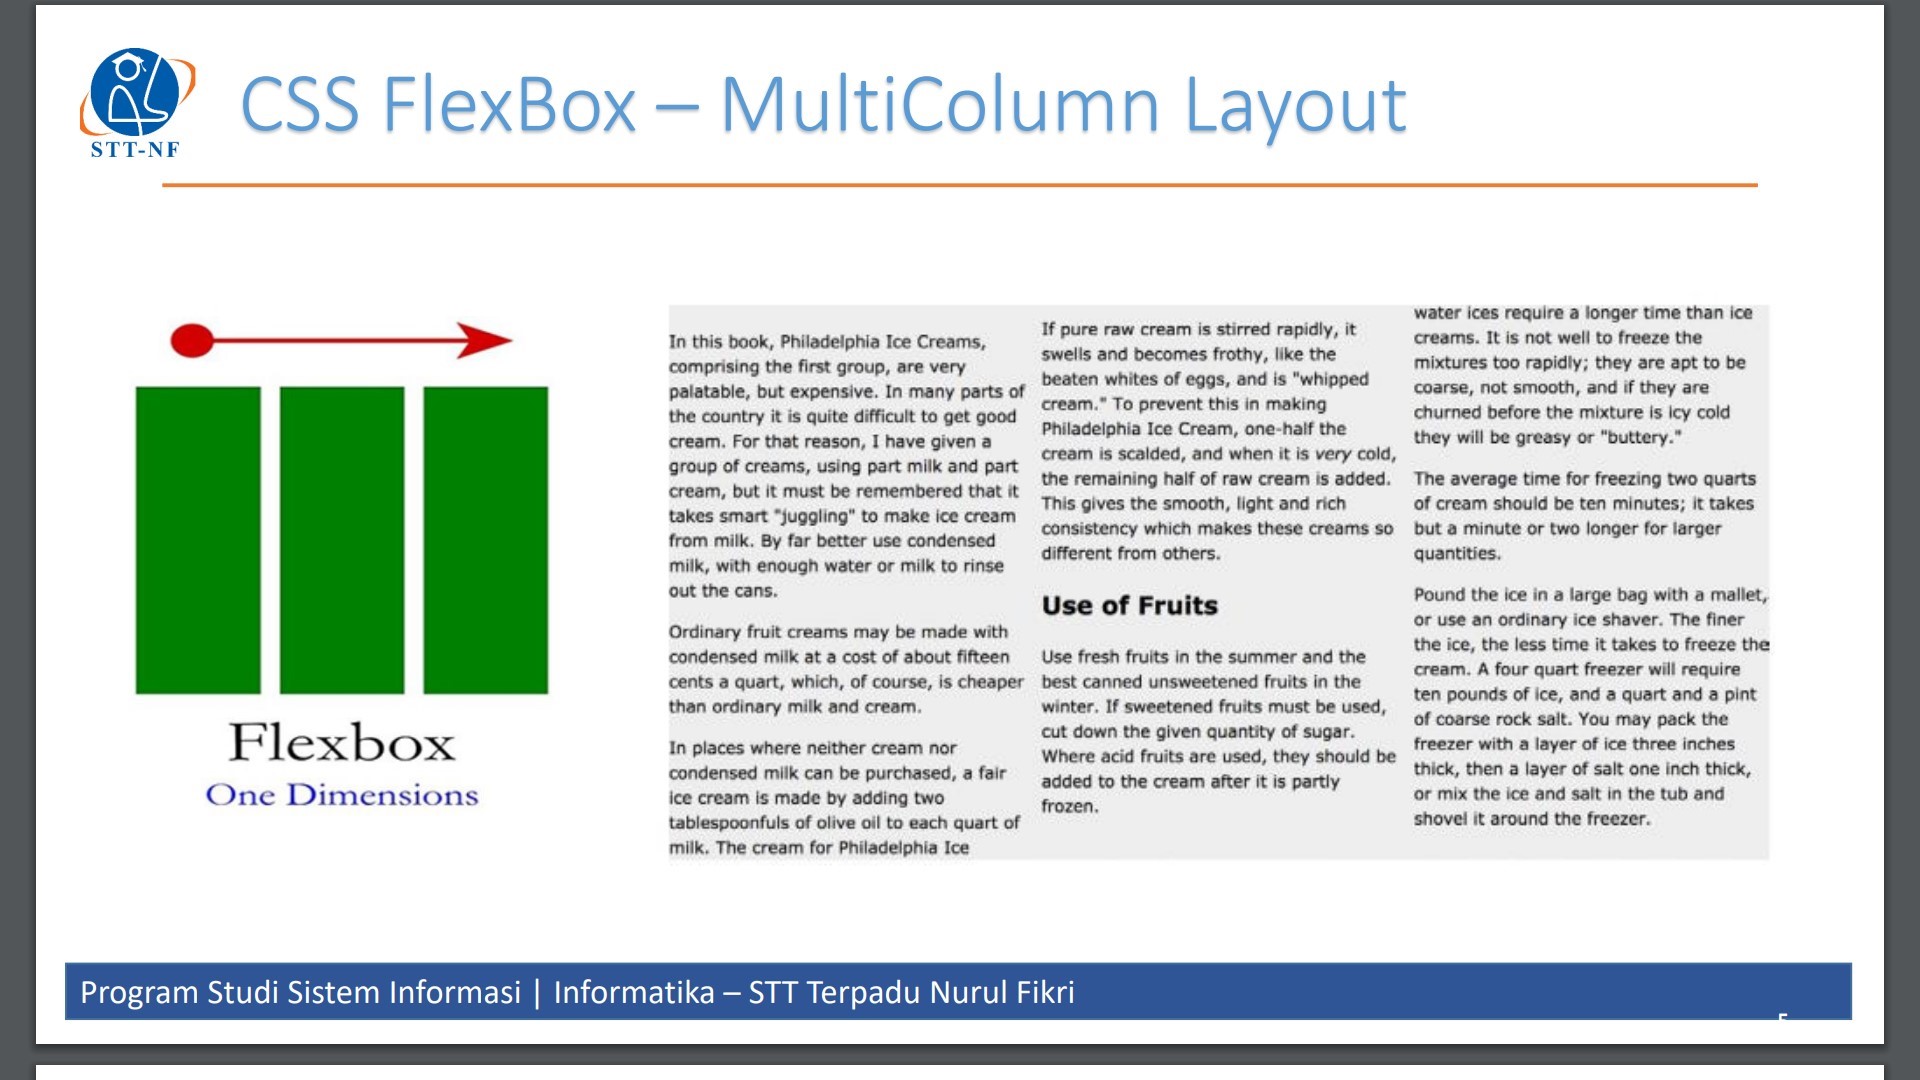 STT-NF
CSS FlexBox – MultiColumn Layout
Flexbox
One Dimensions
In this book, Philadelphia Ice Creams,
comprising the first group, are very
palatable, but expensive. In many parts of
the country it is quite difficult to get good
cream. For that reason, I have given a
group of creams, using part milk and part
cream, but it must be remembered that it
takes smart "juggling" to make ice cream
from milk. By far better use condensed
milk, with enough water or milk to rinse
out the cans.
Ordinary fruit creams may be made with
condensed milk at a cost of about fifteen
cents a quart, which, of course, is cheaper
than ordinary milk and cream.
In places where neither cream nor
condensed milk can be purchased, a fair
ice cream is made by adding two
tablespoonfuls of olive oil to each quart of
milk. The cream for Philadelphia Ice
If pure raw cream is stirred rapidly, it
swells and becomes frothy, like the
beaten whites of eggs, and is "whipped
cream." To prevent this in making
Philadelphia Ice Cream, one-half the
cream is scalded, and when it is very cold,
the remaining half of raw cream is added.
This gives the smooth, light and rich
consistency which makes these creams so
different from others.
Use of Fruits
Use fresh fruits in the summer and the
best canned unsweetened fruits in the
winter. If sweetened fruits must be used,
cut down the given quantity of sugar.
Where acid fruits are used, they should be
added to the cream after it is partly
frozen.
water ices require a longer time than ice
creams. It is not well to freeze the
mixtures too rapidly; they are apt to be
coarse, not smooth, and if they are
churned before the mixture is icy cold
they will be greasy or "buttery."
The average time for freezing two quarts
of cream should be ten minutes; it takes
but a minute or two longer for larger
quantities.
Pound the ice in a large bag with a mallet,
or use an ordinary ice shaver. The finer
the ice, the less time it takes to freeze the
cream. A four quart freezer will require
ten pounds of ice, and a quart and a pint
of coarse rock salt. You may pack the
freezer with a layer of ice three inches
thick, then a layer of salt one inch thick,
or mix the ice and salt in the tub and
shovel it around the freezer.
Program Studi Sistem Informasi | Informatika – STT Terpadu Nurul Fikri